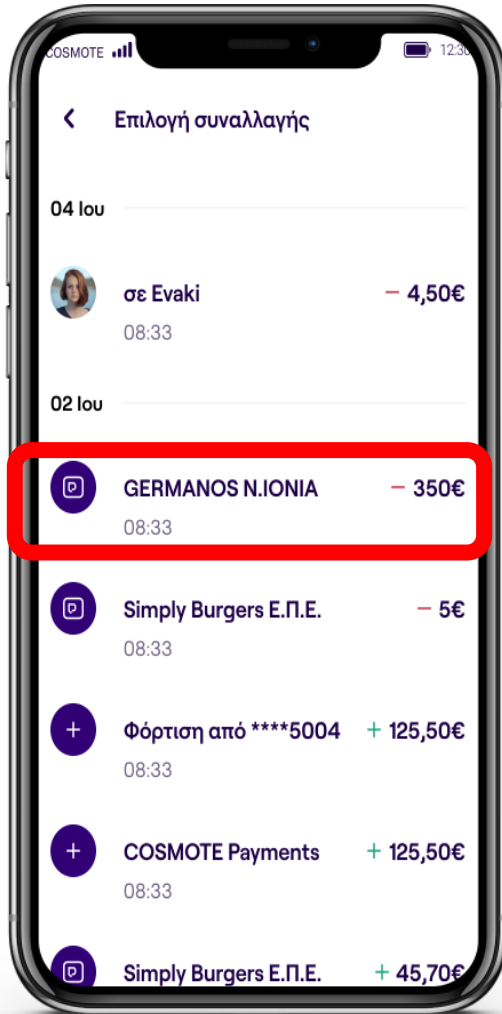 COSMOTE 12:30
Επιλογή συναλλαγής
04 Ιου
σε Evaki − 4,50€
08:33
02 Ιου
GERMANOS N.IONIA − 350€
08:33
Simply Burgers Ε.Π.Ε. − 5€
08:33
Φόρτιση από ****5004 + 125,50€
08:33
COSMOTE Payments + 125,50€
08:33
Simply Burgers Ε.Π.Ε. + 45,70€